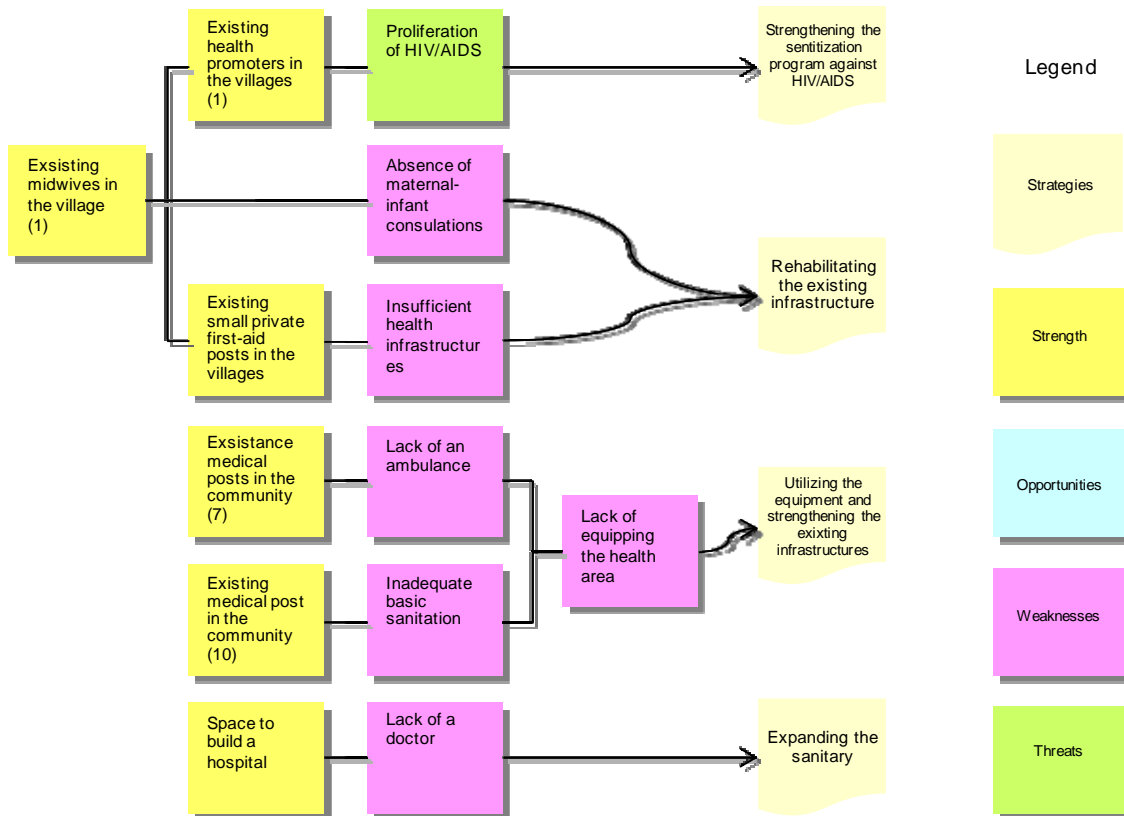 Existing
health
promoters in
the villages
(1)
Proliferation
of HIV/AIDS
Strengthening the
sentitization
program against
HIV/AIDS
Legend
Exsisting
midwives in
the village
(1)
Absence of
maternal-
infant
consulations
Strategies
Rehabilitating
the existing
infrastructure
Existing
small private
first-aid
posts in the
villages
Insufficient
health
infrastructur
es
Strength
Exsistance
medical
posts in the
community
(7)
Lack of an
ambulance
Lack of
equipping
the health
area
Utilizing the
equipment and
strengthening the
exixting
infrastructures
Opportunities
Existing
medical post
in the
community
(10)
Inadequate
basic
sanitation
Weaknesses
Space to
build a
hospital
Lack of a
doctor
Expanding the
sanitary
Threats